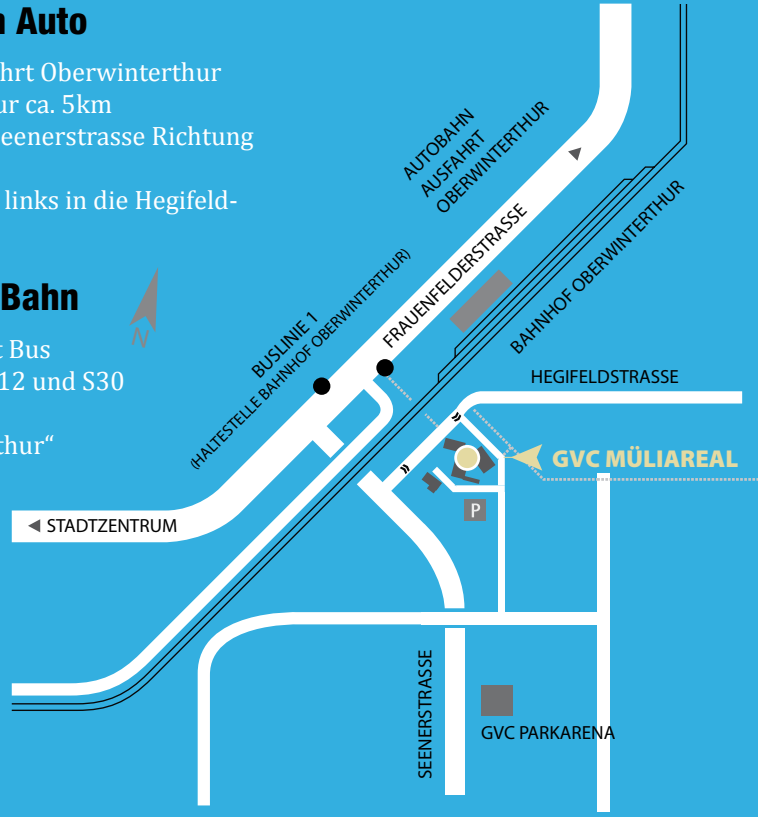 Auto
hrt Oberwinterthur
ur ca. 5km
eenerstrasse Richtung
links in die Hegifeld-
Bahn
t Bus
12 und S30
thur“
N
AUTOBAHN
AUSFAHRT
OBERWINTERTHUR
BUSLINIE 1
(HALTESTELLE BAHNHOF OBERWINTERTHUR)
FRAUENFELDERSTRASSE
BAHNHOF OBERWINTERTHUR
HEGIFELDSTRASSE
GVC MÜLIAREAL
P
STADTZENTRUM
SEENERSTRASSE
GVC PARKARENA